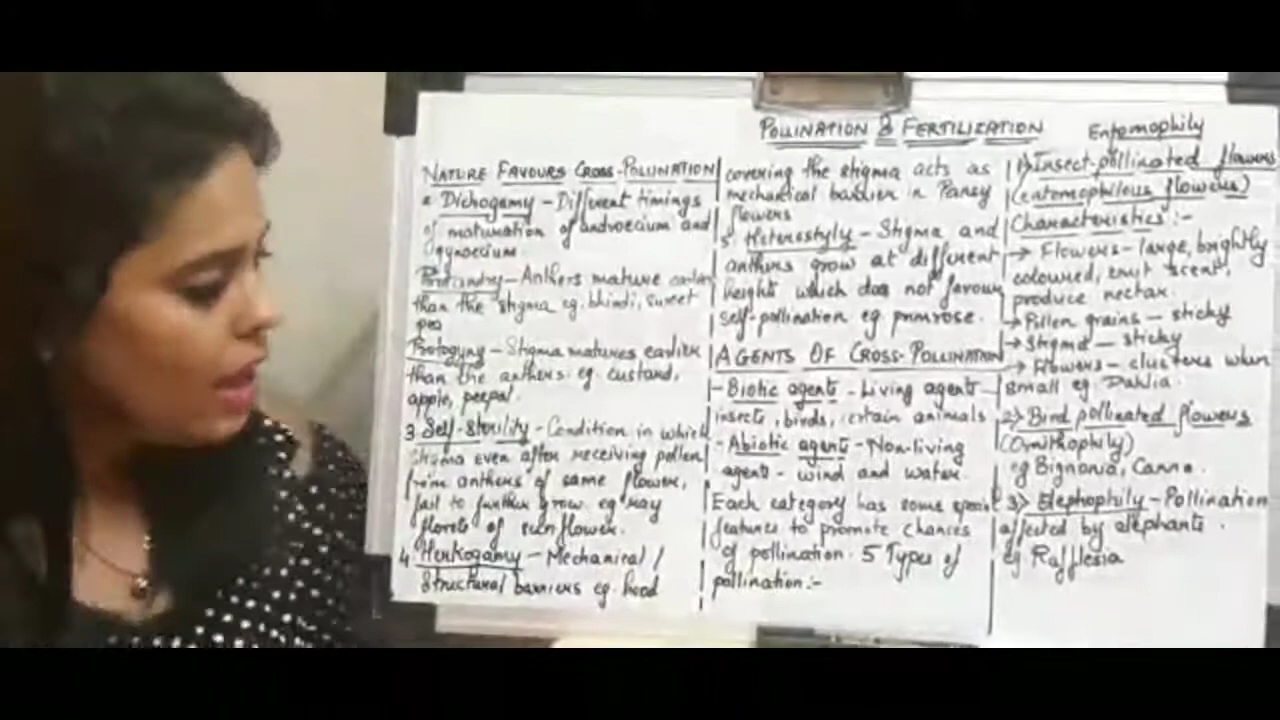 POLLINATION & FERTILIZATION
NATURE FAVOURS CROSS-POLLINATION
Dichogamy - Different timings
of maturation of androecium and
gynoecium.
Protandry - Anthers mature earlier
than the stigma eg. bhindi, sweet
pea
Protogyny - Stigma matures earlier
than the anthers. eg. custard,
apple, peepal.
3 Self-Sterility - Condition in which
stigma even after receiving pollen
from anthers of same flower,
fail to further grow. eg ray
florets of sunflower.
4 Herkogamy - Mechanical /
Structural barriers eg. hood
covering the stigma acts as
mechanical barrier in Pansy
flowers
5. Heterostyly - Stigma and
anthers grow at different
heights which does not favour
self-pollination eg primrose.
AGENTS OF CROSS-POLLINATION
- Biotic agent - Living agent -
insects, birds, certain animals
- Abiotic agent - Non-living
agent - wind and water.
Each category has some special
features to promote chances
of pollination. 5 Types of
pollination:-
Entomophily
1> Insect-pollinated flowers
(entomophilous flowers)
Characteristics :-
→ Flowers - large, brightly
coloured, emit scent,
produce nectar.
→ Pollen grains - sticky
→ Stigma - sticky
→ Flowers - clusters when
small eg. Dahlia.
2> Bird pollinated flowers
(Ornithophily)
eg Bignonia, Canna.
3> Elephophily - Pollination
affected by elephants.
eg Rafflesia